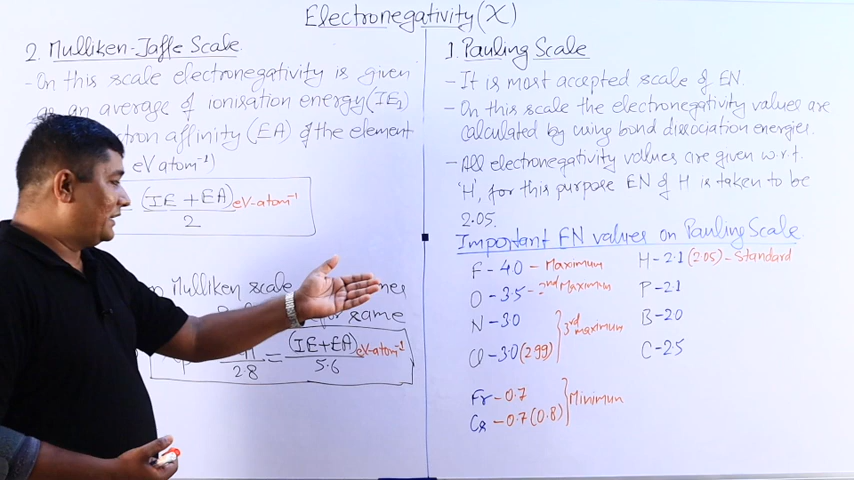 Electronegativity (X)
2. Mulliken-Jaffe Scale
- On this scale electronegativity is given
as an average of ionisation energy (IE1)
tron affinity (EA) of the element
eV atom-1)
(IE + EA) eV-atom-1
2
Mulliken scale
same
= (IE+EA) eV-atom-1
2.8 5.6
1. Pauling Scale
- It is most accepted scale of EN.
- On this scale the electronegativity values are
calculated by using bond dissociation energies.
- All electronegativity values are given w.r.t.
'H', for this purpose EN of H is taken to be
2.05.
Important EN values on Pauling Scale
F - 4.0 - Maximum
O - 3.5 - 2nd Maximum
N - 3.0
Cl - 3.0 (2.99)
3rd maximum
Fr - 0.7
Cs - 0.7 (0.8)
Minimum
H - 2.1 (2.05) - Standard
P - 2.1
B - 2.0
C - 2.5